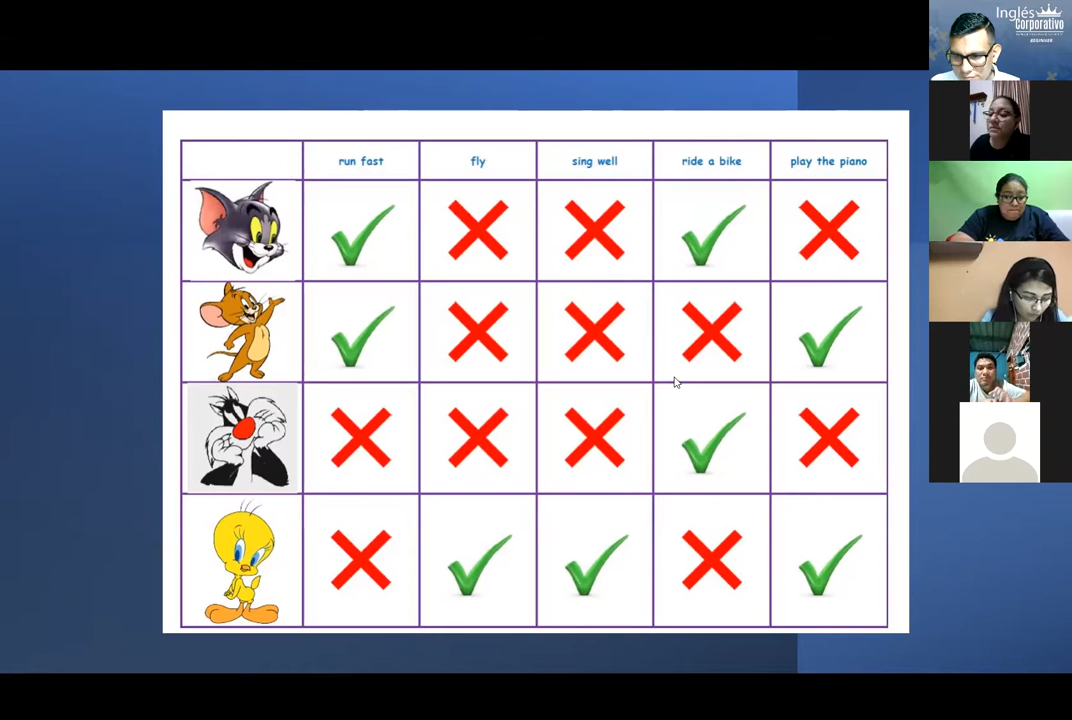 Inglés
Corporativo
BEGINNER
run fast fly sing well ride a bike play the piano